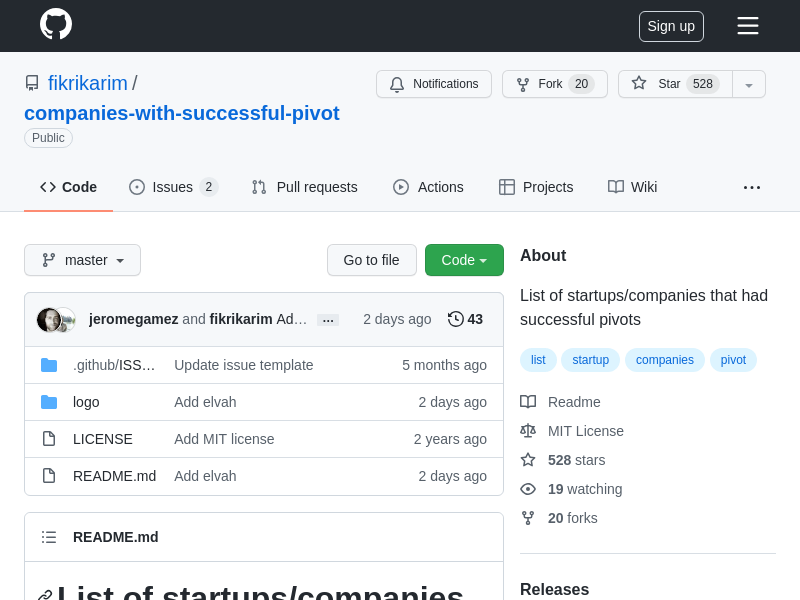 Sign up
fikrikarim /
companies-with-successful-pivot
Public
Notifications
Fork 20
Star 528
Code
Issues 2
Pull requests
Actions
Projects
Wiki
master
Go to file
Code
jeromegamez and fikrikarim Ad… … 2 days ago 43
.github/ISS… Update issue template 5 months ago
logo Add elvah 2 days ago
LICENSE Add MIT license 2 years ago
README.md Add elvah 2 days ago
README.md
List of startups/companies
About
List of startups/companies that had
successful pivots
list startup companies pivot
Readme
MIT License
528 stars
19 watching
20 forks
Releases